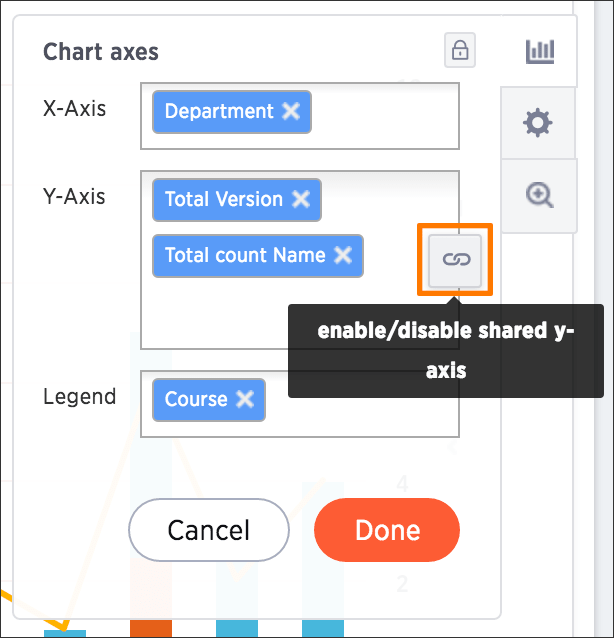 Chart axes
X-Axis
Department
Y-Axis
Total Version
Total count Name
enable/disable shared y-
axis
Legend
Course
4
Cancel
Done
2